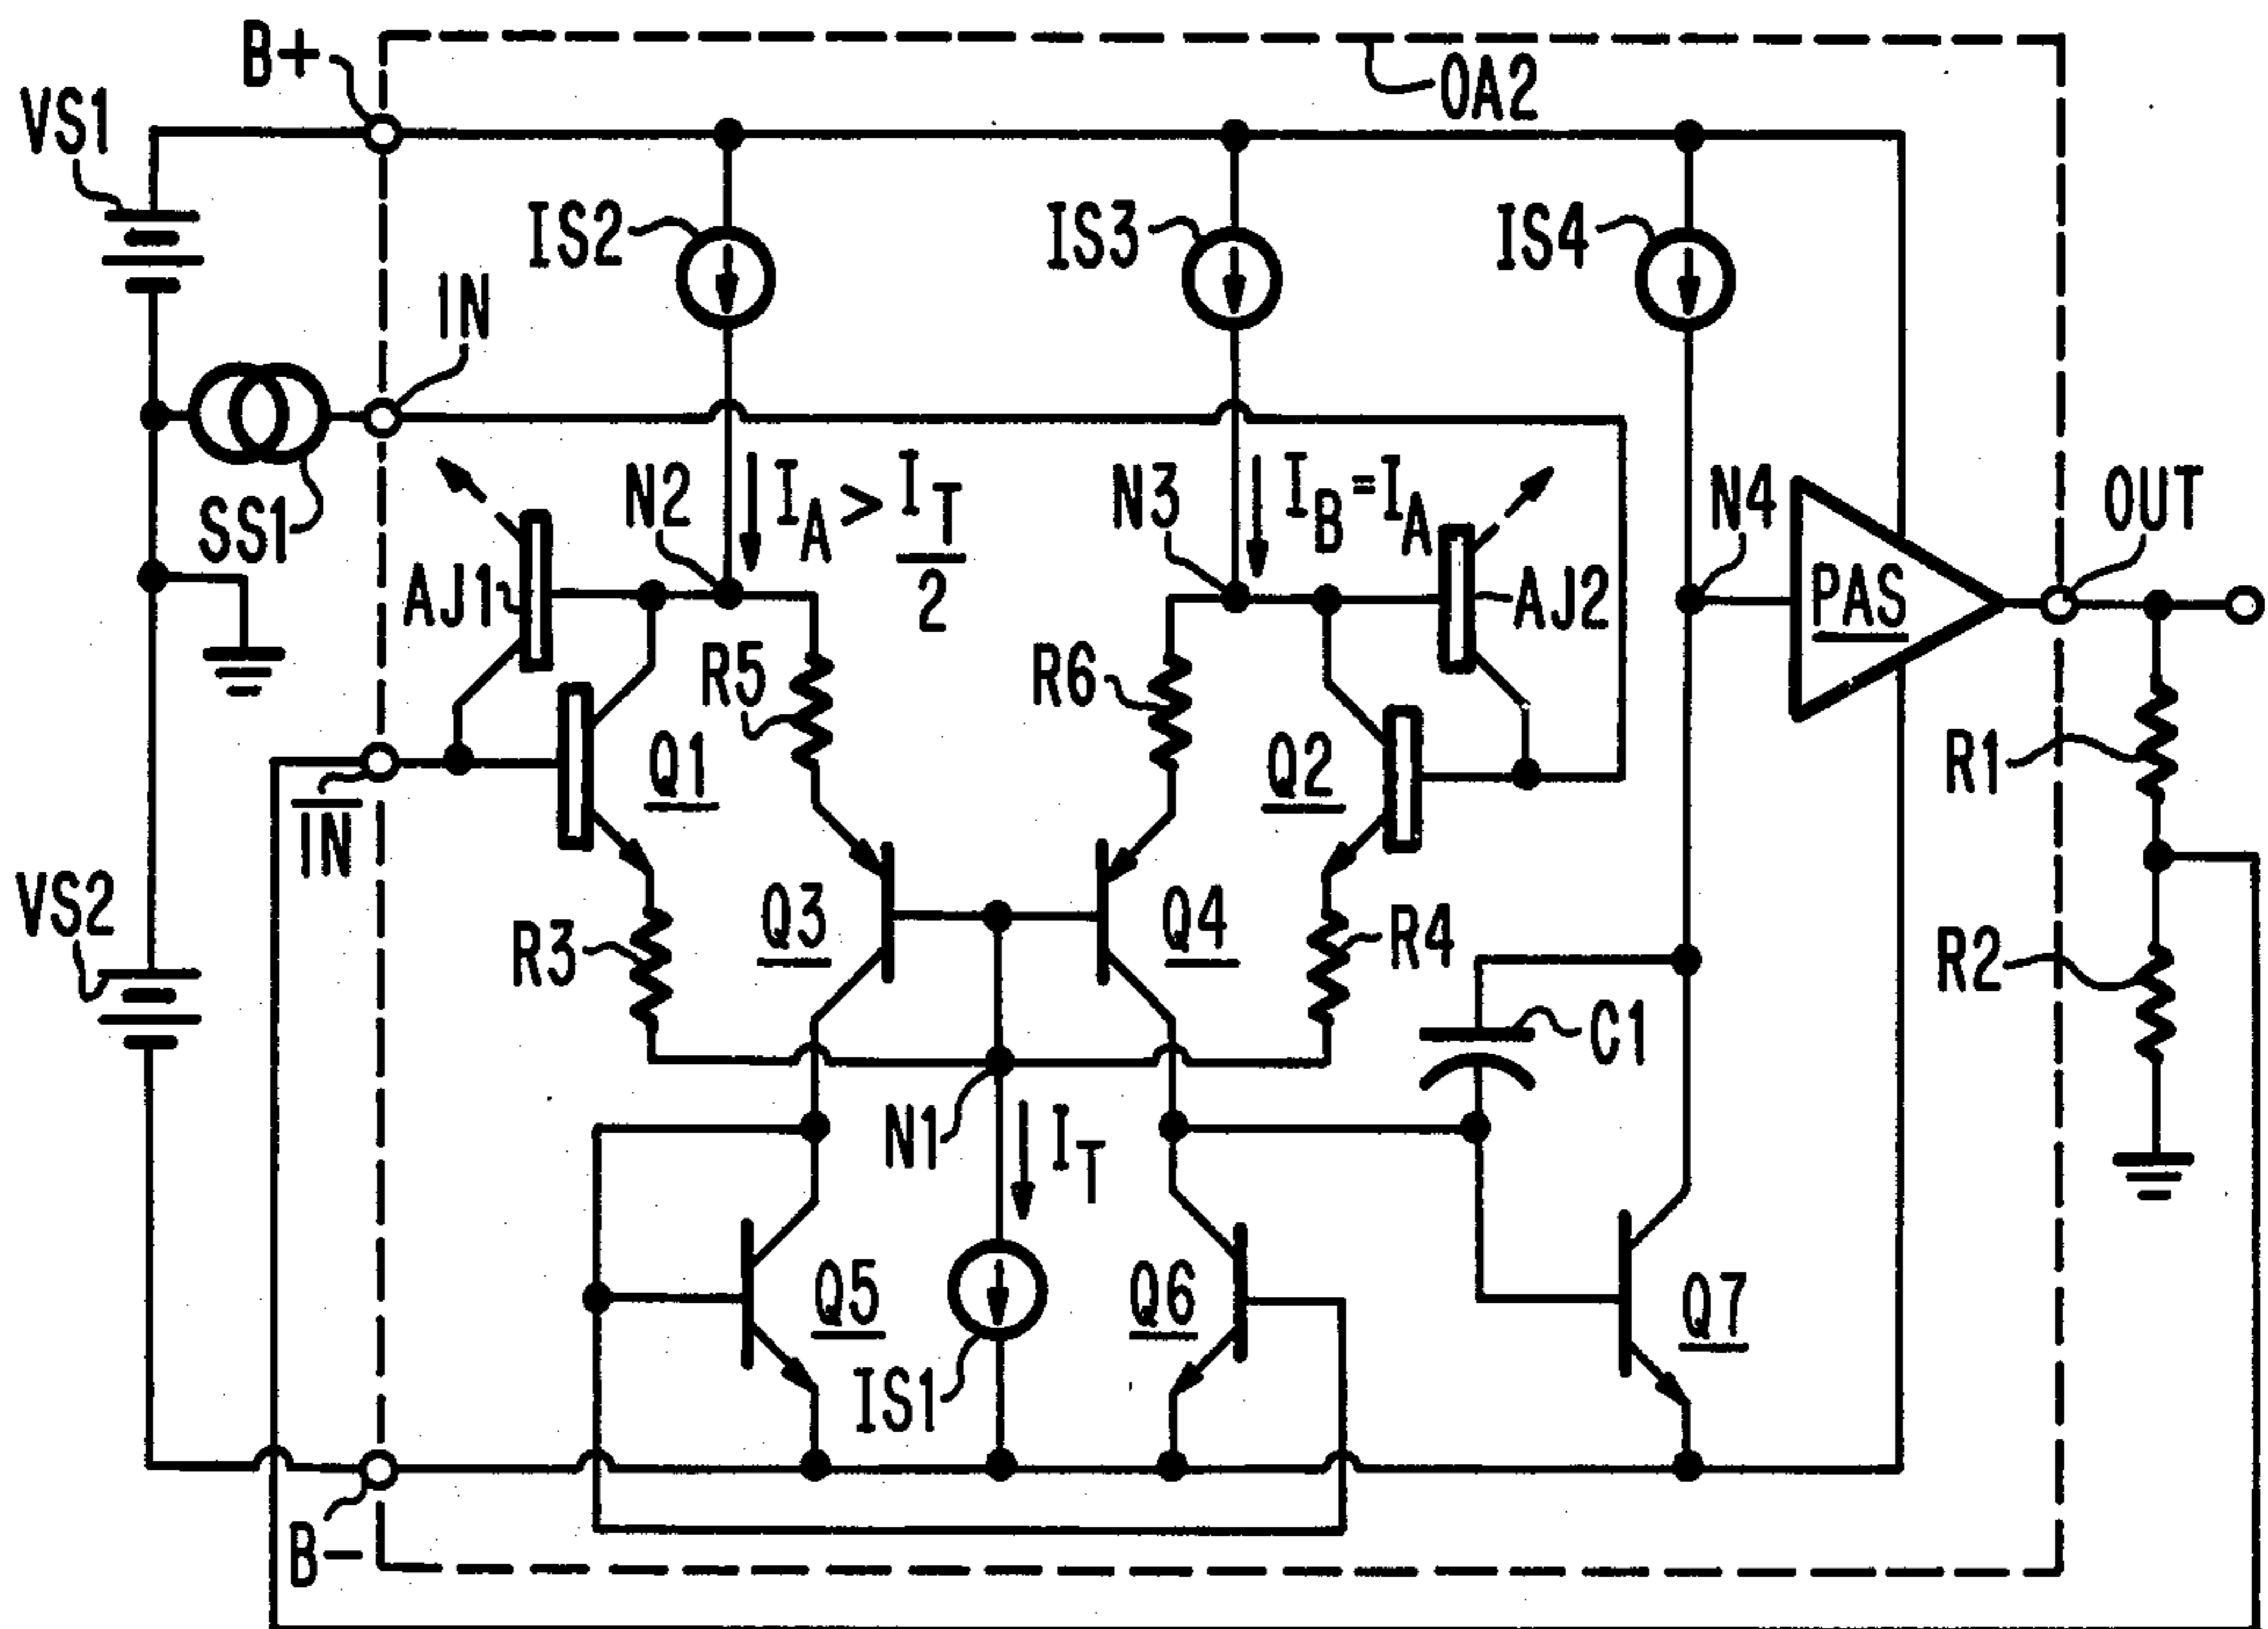 B+
OA2
VS1
IS2
IS3
IS4
IN
SS1
N2
I_A > I_T/2
N3
I_B = I_A
N4
OUT
AJ1
AJ2
PAS
R5
R6
Q1
Q2
R1
IN
VS2
R3
Q3
Q4
R4
R2
C1
N1
I_T
Q5
IS1
Q6
Q7
B-